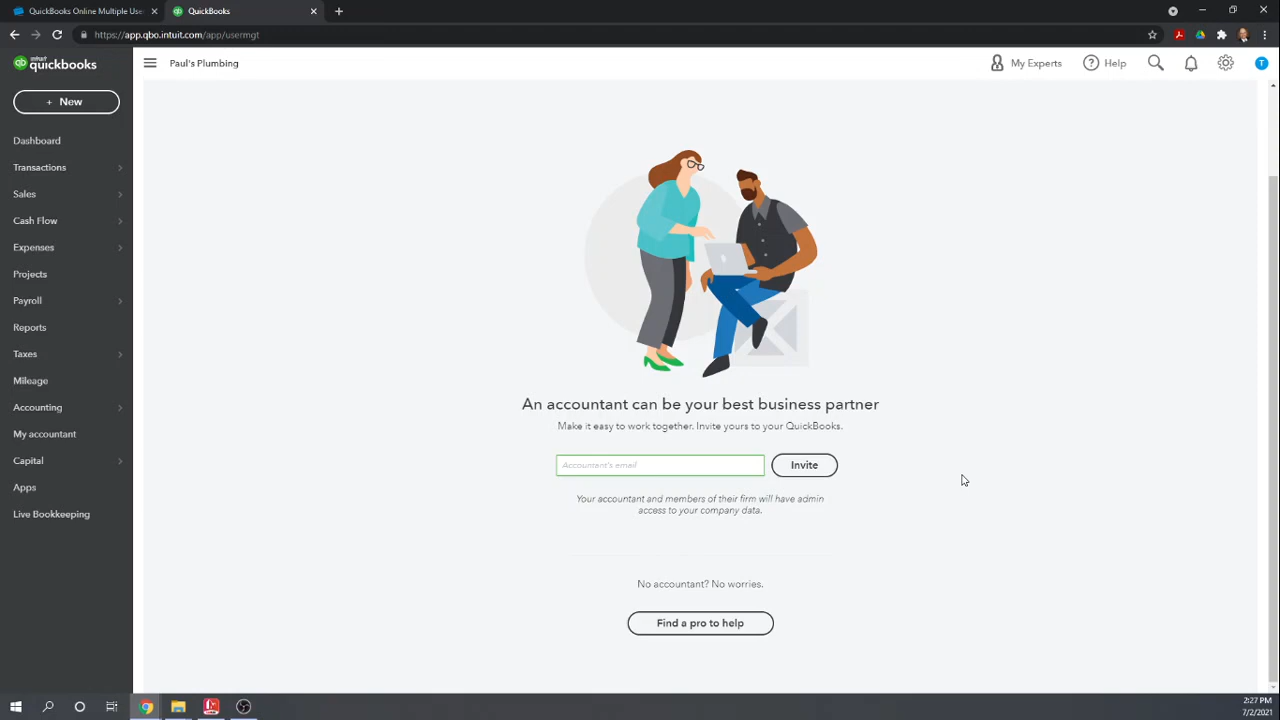 QuickBooks Online Multiple Use
QuickBooks
https://app.qbo.intuit.com/app/usermgt
intuit
quickbooks
Paul's Plumbing
My Experts
Help
T
+ New
Dashboard
Transactions
Sales
Cash Flow
Expenses
Projects
Payroll
Reports
Taxes
Mileage
Accounting
My accountant
Capital
Apps
Live Bookkeeping
An accountant can be your best business partner
Make it easy to work together. Invite yours to your QuickBooks.
Accountant's email
Invite
Your accountant and members of their firm will have admin
access to your company data.
No accountant? No worries.
Find a pro to help
2:27 PM
7/2/2021